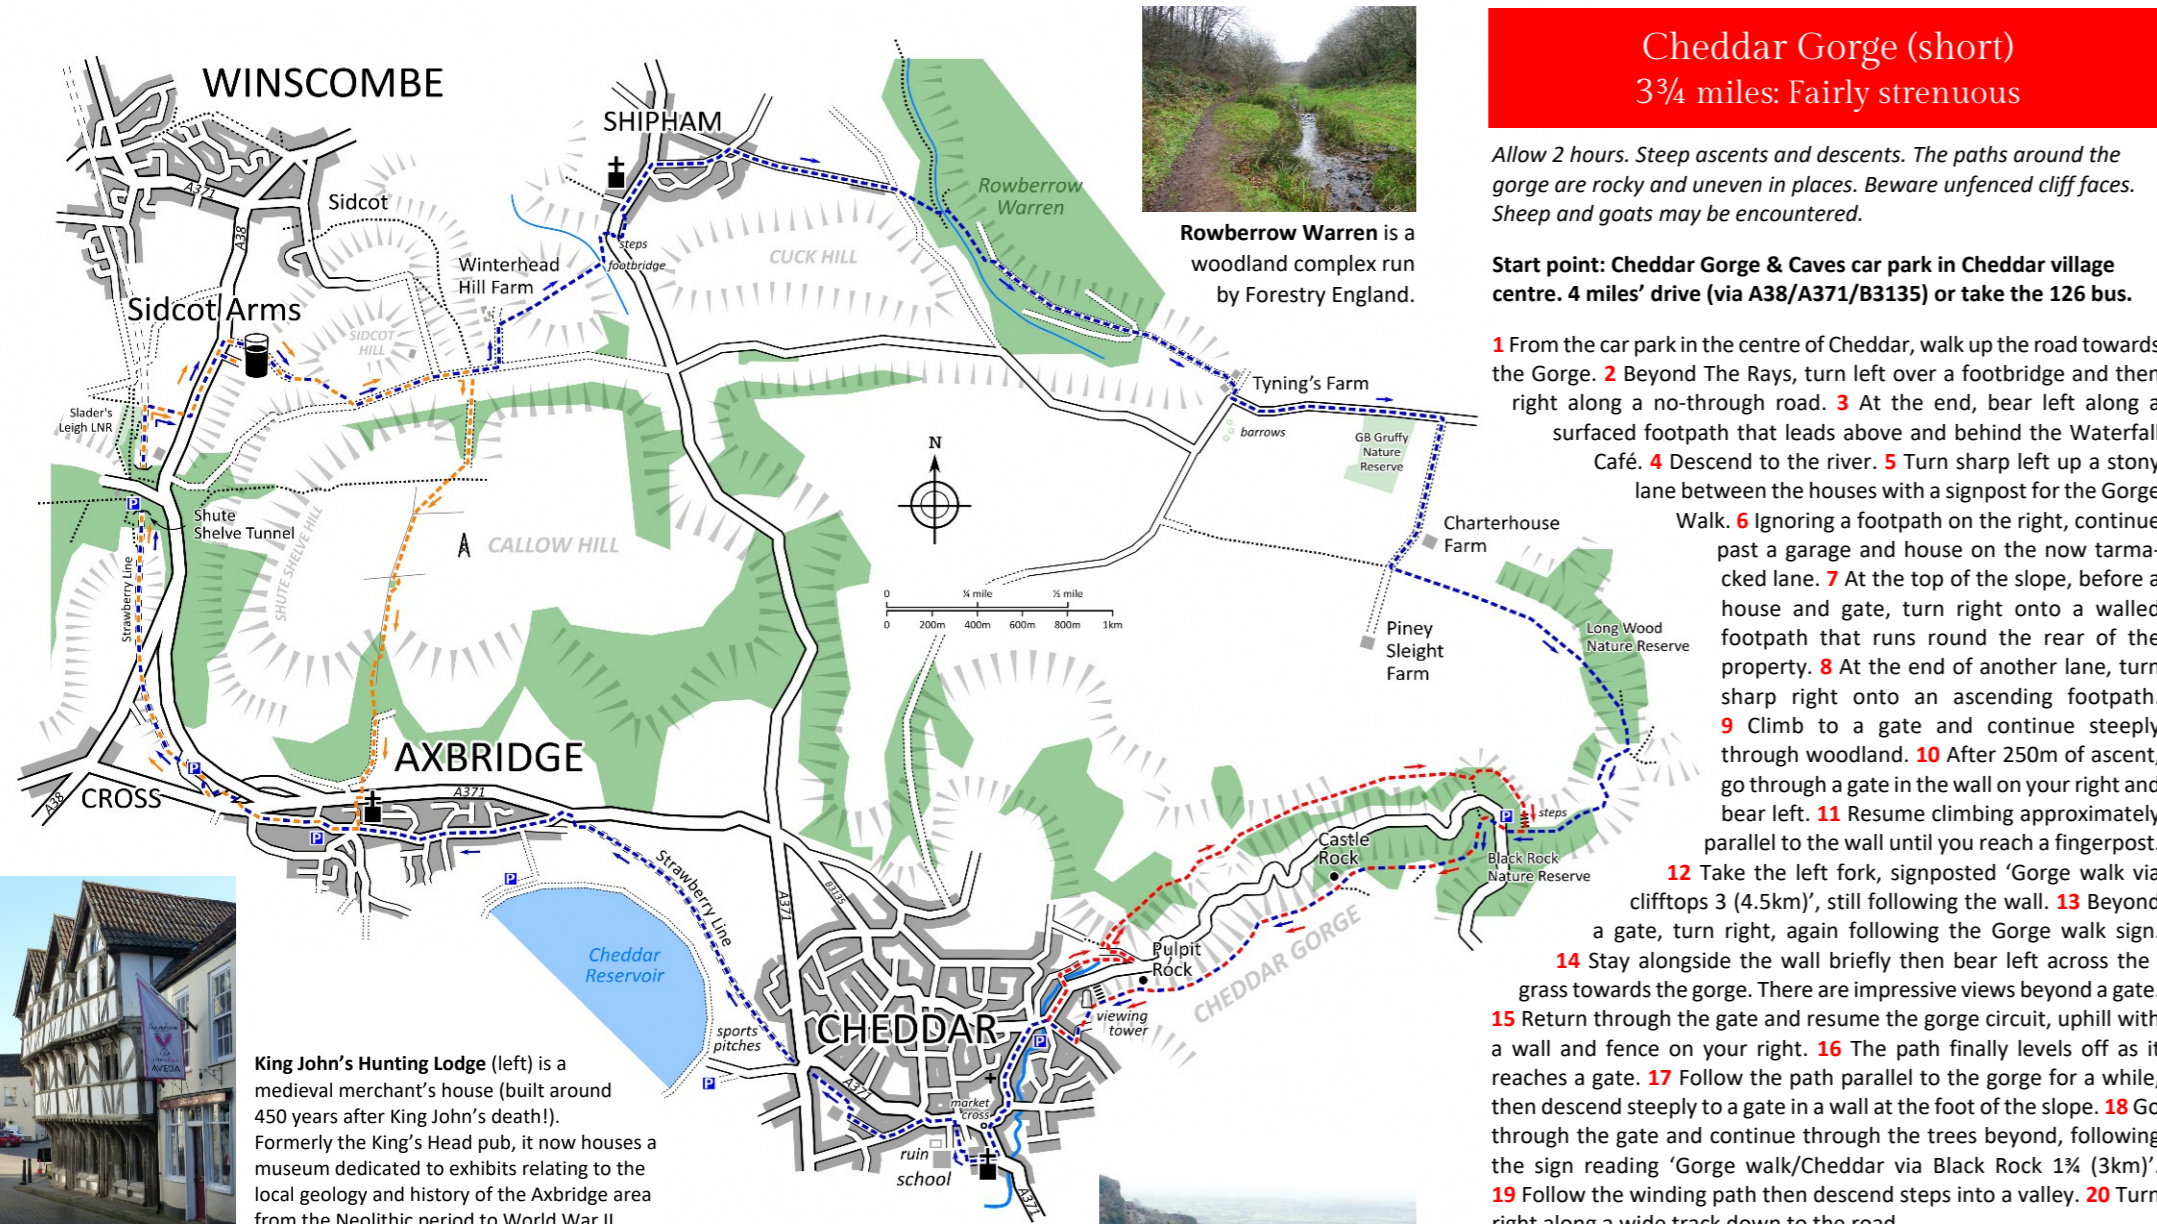 WINSCOMBE
A371
Sidcot
A38
SHIPHAM
steps
footbridge
Winterhead
Hill Farm
CUCK HILL
Rowberrow
Warren
Sidcot Arms
SIDCOT
HILL
Slader's
Leigh LNR
P
Shute
Shelve Tunnel
Strawberry Line
SHUTE SHELVE HILL
CALLOW HILL
N
0 ¼ mile ½ mile
0 200m 400m 600m 800m 1km
Tyning's Farm
barrows
GB Gruffy
Nature
Reserve
Charterhouse
Farm
Piney
Sleight
Farm
Long Wood
Nature Reserve
A38
CROSS
P
AXBRIDGE
A371
P
P
Cheddar
Reservoir
Strawberry Line
sports
pitches
P
A371
B3135
CHEDDAR
A371
market
cross
ruin
school
A371
P
viewing
tower
Pulpit
Rock
CHEDDAR GORGE
Castle
Rock
P
steps
Black Rock
Nature Reserve
Rowberrow Warren is a
woodland complex run
by Forestry England.
King John's Hunting Lodge (left) is a
medieval merchant's house (built around
450 years after King John's death!).
Formerly the King's Head pub, it now houses a
museum dedicated to exhibits relating to the
local geology and history of the Axbridge area
from the Neolithic period to World War II.
AVEDA
Cheddar Gorge (short)
3¾ miles: Fairly strenuous
Allow 2 hours. Steep ascents and descents. The paths around the
gorge are rocky and uneven in places. Beware unfenced cliff faces.
Sheep and goats may be encountered.
Start point: Cheddar Gorge & Caves car park in Cheddar village
centre. 4 miles' drive (via A38/A371/B3135) or take the 126 bus.
1 From the car park in the centre of Cheddar, walk up the road towards
the Gorge. 2 Beyond The Rays, turn left over a footbridge and then
right along a no-through road. 3 At the end, bear left along a
surfaced footpath that leads above and behind the Waterfall
Café. 4 Descend to the river. 5 Turn sharp left up a stony
lane between the houses with a signpost for the Gorge
Walk. 6 Ignoring a footpath on the right, continue
past a garage and house on the now tarma-
cked lane. 7 At the top of the slope, before a
house and gate, turn right onto a walled
footpath that runs round the rear of the
property. 8 At the end of another lane, turn
sharp right onto an ascending footpath.
9 Climb to a gate and continue steeply
through woodland. 10 After 250m of ascent,
go through a gate in the wall on your right and
bear left. 11 Resume climbing approximately
parallel to the wall until you reach a fingerpost.
12 Take the left fork, signposted 'Gorge walk via
clifftops 3 (4.5km)', still following the wall. 13 Beyond
a gate, turn right, again following the Gorge walk sign.
14 Stay alongside the wall briefly then bear left across the
grass towards the gorge. There are impressive views beyond a gate.
15 Return through the gate and resume the gorge circuit, uphill with
a wall and fence on your right. 16 The path finally levels off as it
reaches a gate. 17 Follow the path parallel to the gorge for a while,
then descend steeply to a gate in a wall at the foot of the slope. 18 Go
through the gate and continue through the trees beyond, following
the sign reading 'Gorge walk/Cheddar via Black Rock 1¾ (3km)'.
19 Follow the winding path then descend steps into a valley. 20 Turn
right along a wide track down to the road.